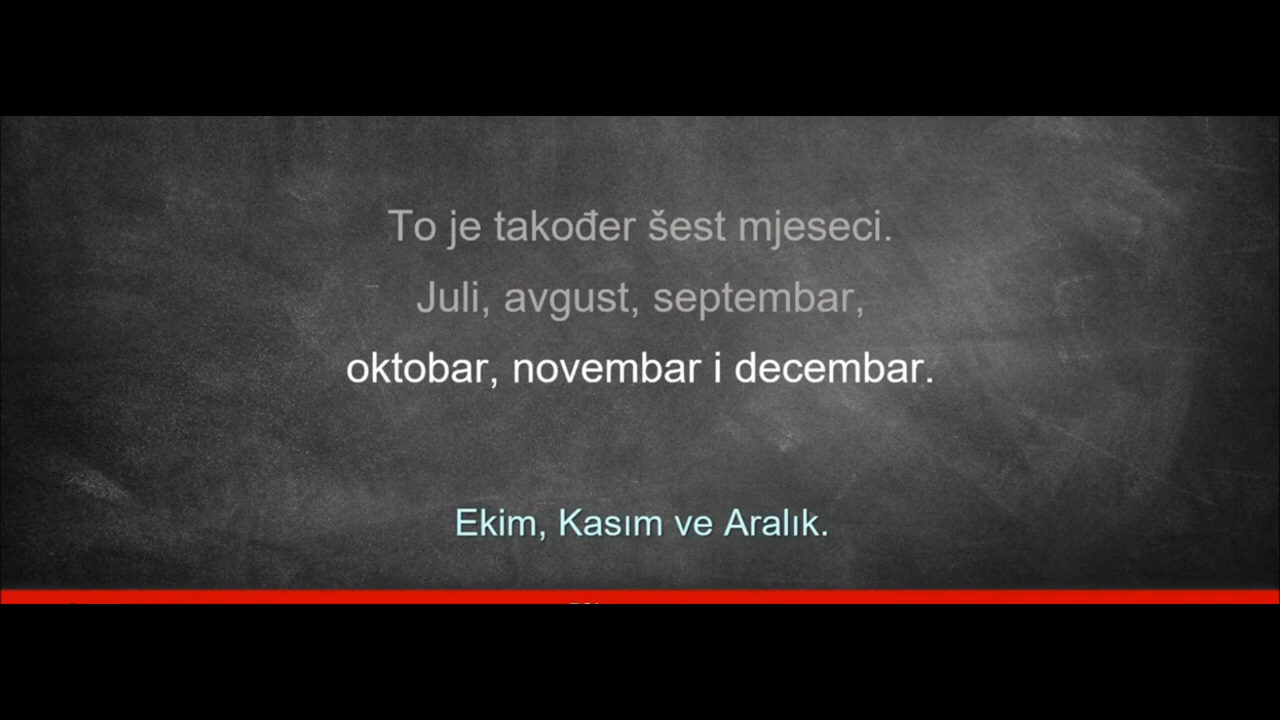 To je također šest mjeseci.
Juli, avgust, septembar,
oktobar, novembar i decembar.
Ekim, Kasım ve Aralık.